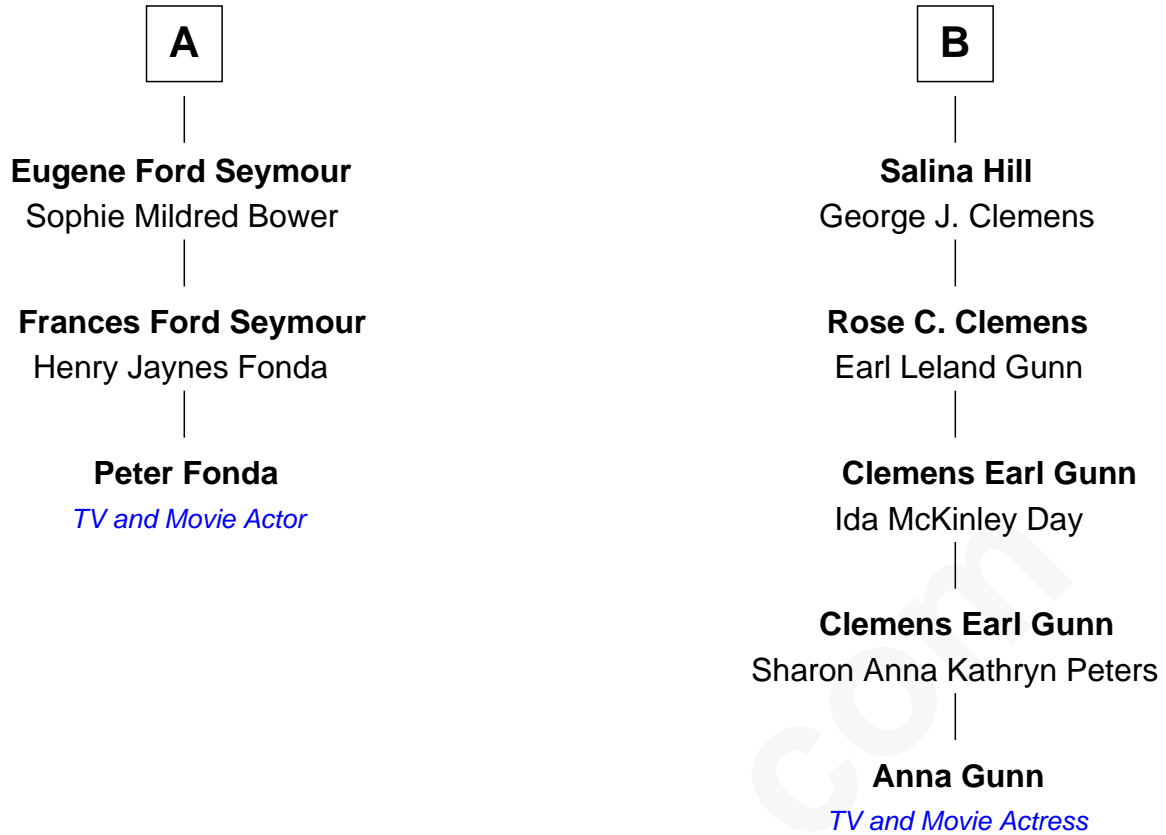 A
Eugene Ford Seymour
Sophie Mildred Bower
Frances Ford Seymour
Henry Jaynes Fonda
Peter Fonda
TV and Movie Actor
B
Salina Hill
George J. Clemens
Rose C. Clemens
Earl Leland Gunn
Clemens Earl Gunn
Ida McKinley Day
Clemens Earl Gunn
Sharon Anna Kathryn Peters
Anna Gunn
TV and Movie Actress
com